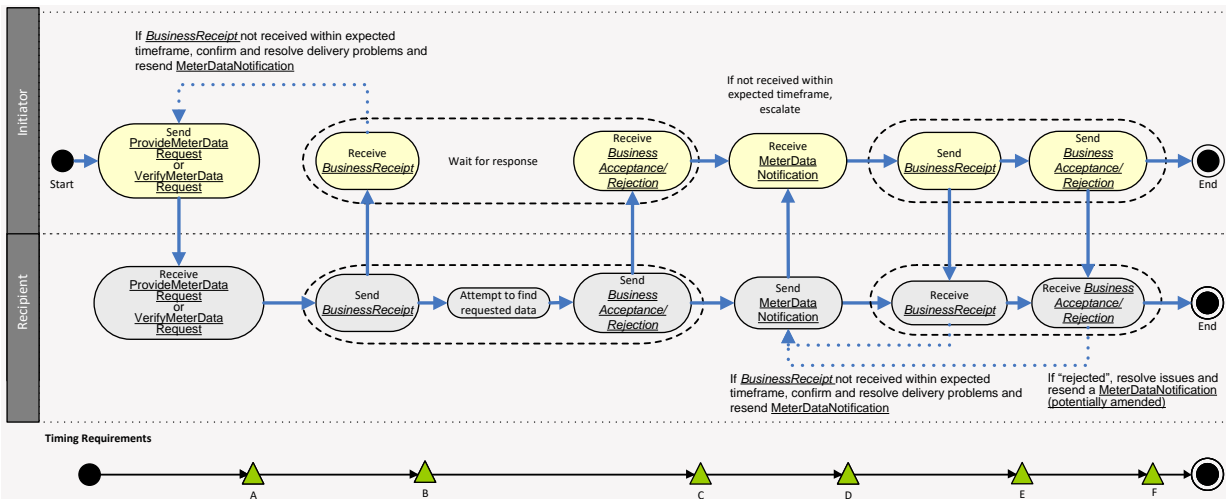 Initiator
If BusinessReceipt not received within expected
timeframe, confirm and resolve delivery problems and
resend MeterDataNotification
If not received within
expected timeframe,
escalate
Start
Send
ProvideMeterData
Request
or
VerifyMeterData
Request
Receive
BusinessReceipt
Wait for response
Receive
Business
Acceptance/
Rejection
Receive
MeterData
Notification
Send
BusinessReceipt
Send
Business
Acceptance/
Rejection
End
Recipient
Receive
ProvideMeterData
Request
or
VerifyMeterData
Request
Send
BusinessReceipt
Attempt to find
requested data
Send
Business
Acceptance/
Rejection
Send
MeterData
Notification
Receive
BusinessReceipt
Receive Business
Acceptance/
Rejection
End
If BusinessReceipt not received within expected
timeframe, confirm and resolve delivery problems and
resend MeterDataNotification
If “rejected”, resolve issues and
resend a MeterDataNotification
(potentially amended)
Timing Requirements
A
B
C
D
E
F